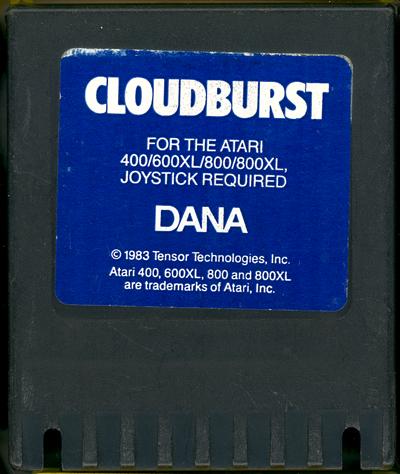 CLOUDBURST
FOR THE ATARI
400/600XL/800/800XL,
JOYSTICK REQUIRED
DANA
© 1983 Tensor Technologies, Inc.
Atari 400, 600XL, 800 and 800XL
are trademarks of Atari, Inc.